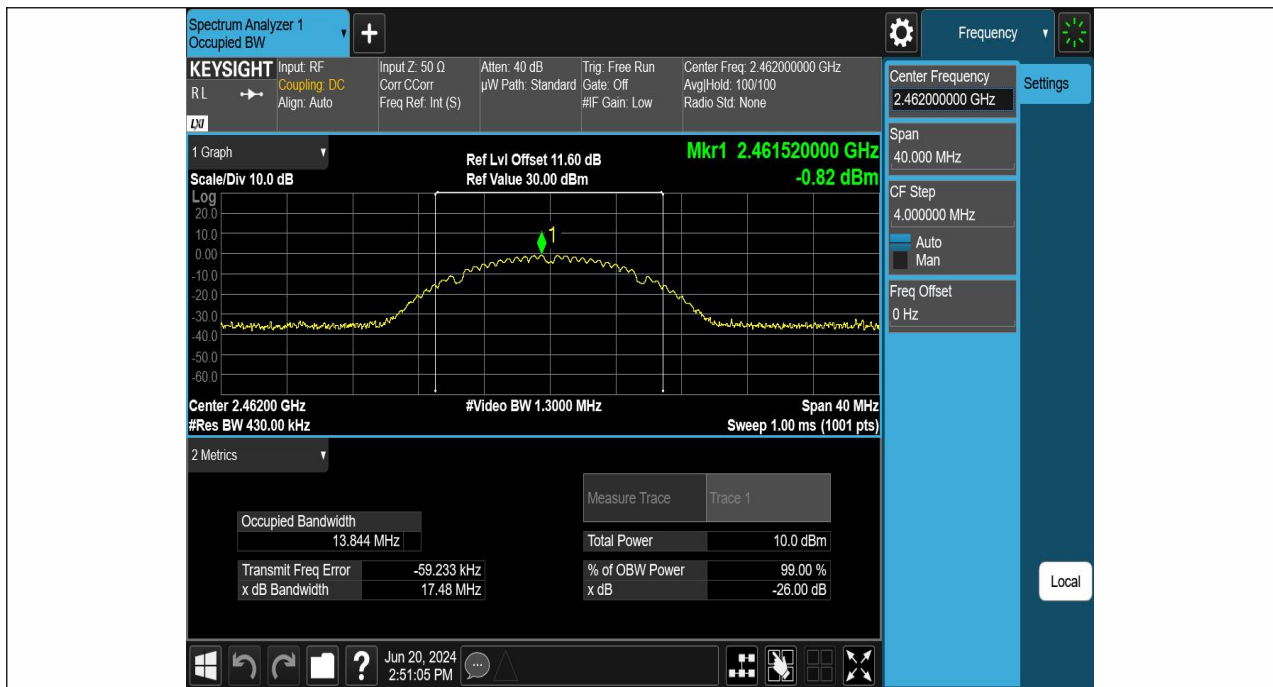 Spectrum Analyzer 1
Occupied BW
Frequency
KEYSIGHT
R L
LXI
Input: RF
Coupling: DC
Align: Auto
Input Z: 50 Ω
Corr CCorr
Freq Ref: Int (S)
Atten: 40 dB
µW Path: Standard
Trig: Free Run
Gate: Off
#IF Gain: Low
Center Freq: 2.462000000 GHz
Avg|Hold: 100/100
Radio Std: None
Center Frequency
2.462000000 GHz
Settings
Span
40.000 MHz
CF Step
4.000000 MHz
Auto
Man
Freq Offset
0 Hz
Local
1 Graph
Scale/Div 10.0 dB
Ref Lvl Offset 11.60 dB
Ref Value 30.00 dBm
Mkr1 2.461520000 GHz
-0.82 dBm
Log
20.0
10.0
0.00
-10.0
-20.0
-30.0
-40.0
-50.0
-60.0
1
Center 2.46200 GHz
#Video BW 1.3000 MHz
Span 40 MHz
#Res BW 430.00 kHz
Sweep 1.00 ms (1001 pts)
2 Metrics
Measure Trace Trace 1
Occupied Bandwidth
13.844 MHz
Total Power 10.0 dBm
Transmit Freq Error -59.233 kHz
% of OBW Power 99.00 %
x dB Bandwidth 17.48 MHz
x dB -26.00 dB
?
Jun 20, 2024
2:51:05 PM